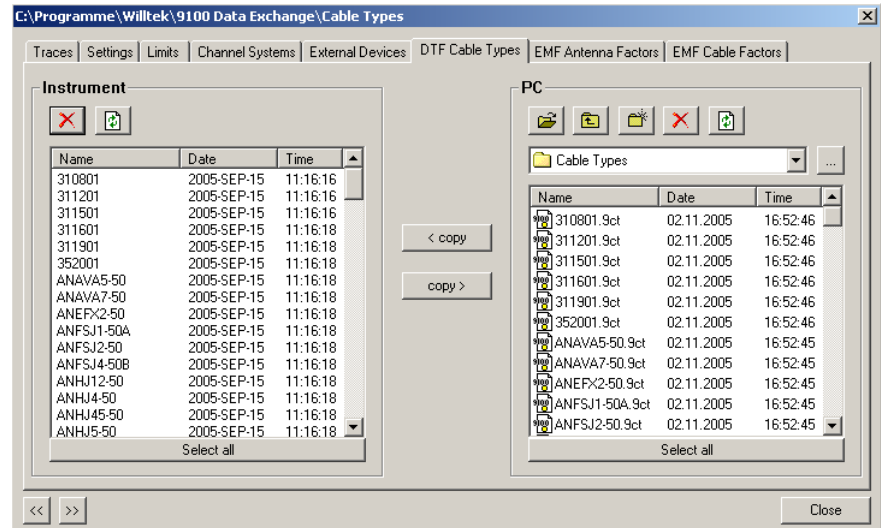 C:\Programme\Willtek\9100 Data Exchange\Cable Types
Traces Settings Limits Channel Systems External Devices DTF Cable Types EMF Antenna Factors EMF Cable Factors
Instrument
Name Date Time
310801 2005-SEP-15 11:16:16
311201 2005-SEP-15 11:16:16
311501 2005-SEP-15 11:16:16
311601 2005-SEP-15 11:16:18
311901 2005-SEP-15 11:16:18
352001 2005-SEP-15 11:16:18
ANAVA5-50 2005-SEP-15 11:16:18
ANAVA7-50 2005-SEP-15 11:16:18
ANEFX2-50 2005-SEP-15 11:16:18
ANFSJ1-50A 2005-SEP-15 11:16:18
ANFSJ2-50 2005-SEP-15 11:16:18
ANFSJ4-50B 2005-SEP-15 11:16:18
ANHJ12-50 2005-SEP-15 11:16:18
ANHJ4-50 2005-SEP-15 11:16:18
ANHJ45-50 2005-SEP-15 11:16:18
ANHJ5-50 2005-SEP-15 11:16:18
Select all
< copy
copy >
PC
Cable Types ...
Name Date Time
310801.9ct 02.11.2005 16:52:46
311201.9ct 02.11.2005 16:52:46
311501.9ct 02.11.2005 16:52:46
311601.9ct 02.11.2005 16:52:46
311901.9ct 02.11.2005 16:52:46
352001.9ct 02.11.2005 16:52:46
ANAVA5-50.9ct 02.11.2005 16:52:45
ANAVA7-50.9ct 02.11.2005 16:52:45
ANEFX2-50.9ct 02.11.2005 16:52:45
ANFSJ1-50A.9ct 02.11.2005 16:52:45
ANFSJ2-50.9ct 02.11.2005 16:52:45
Select all
<< >> Close